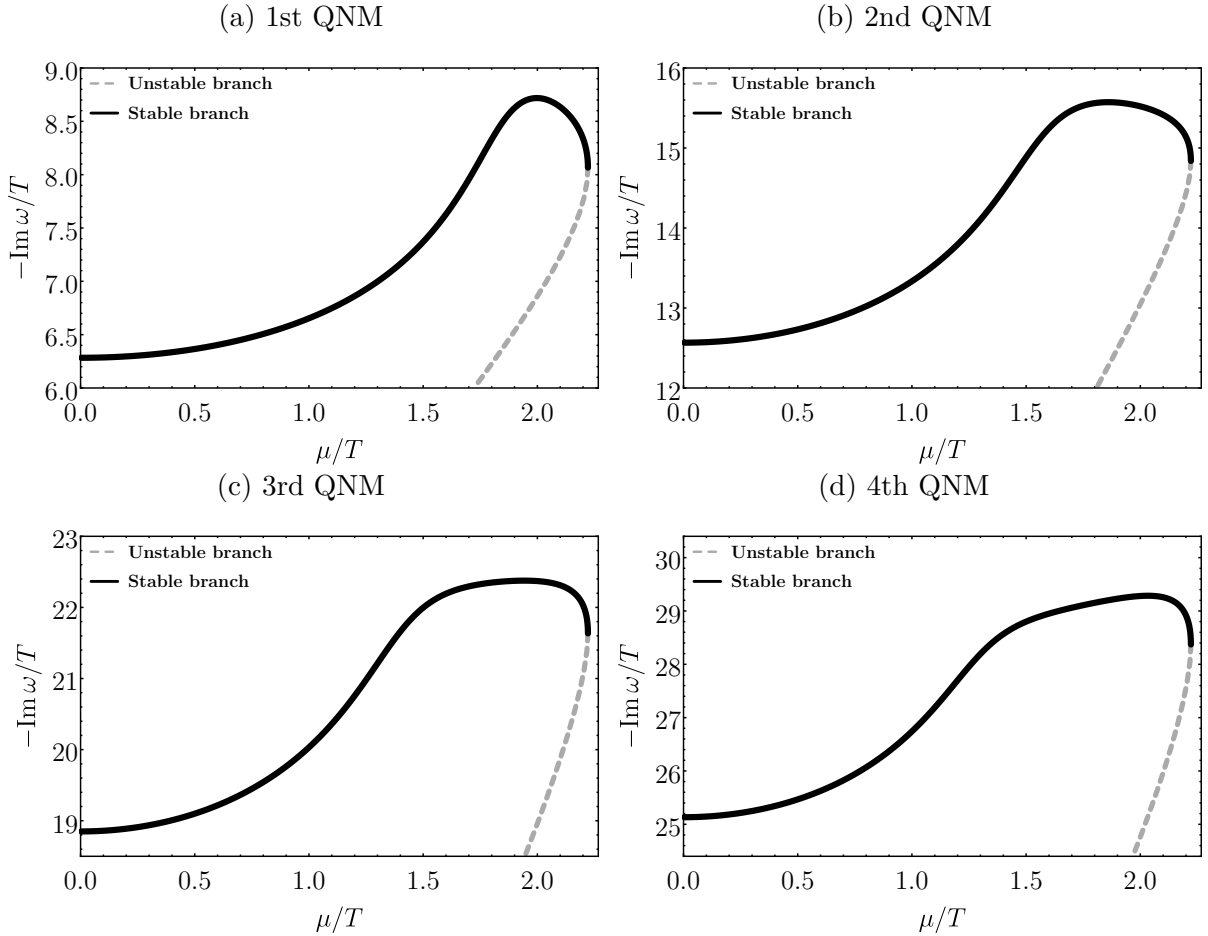 (a) 1st QNM
−Im ω/T
9.0
8.5
8.0
7.5
7.0
6.5
6.0
Unstable branch
Stable branch
0.0 0.5 1.0 1.5 2.0
μ/T
(b) 2nd QNM
−Im ω/T
16
15
14
13
12
Unstable branch
Stable branch
0.0 0.5 1.0 1.5 2.0
μ/T
(c) 3rd QNM
−Im ω/T
23
22
21
20
19
Unstable branch
Stable branch
0.0 0.5 1.0 1.5 2.0
μ/T
(d) 4th QNM
−Im ω/T
30
29
28
27
26
25
Unstable branch
Stable branch
0.0 0.5 1.0 1.5 2.0
μ/T